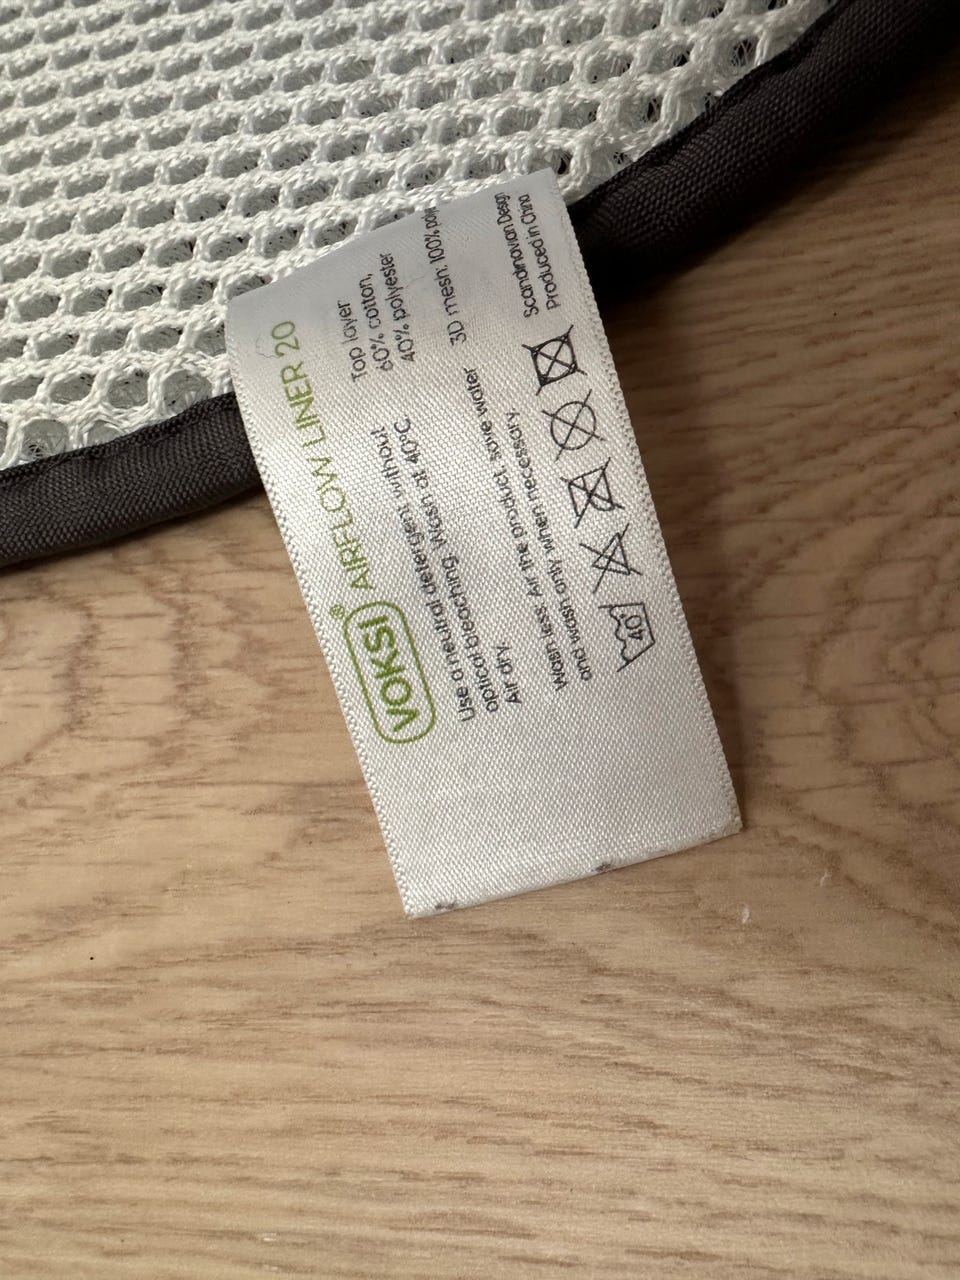 VOKSI® AIRFLOW LINER 20
Use a neutral detergent without
optical breaching. Wash at 40°C.
Air dry.
Wash less. Air the product, save water
and wash only when necessary.
40
Top layer
60% cotton,
40% polyester
3D mesh: 100%
Scandinavian Design
Produced in China